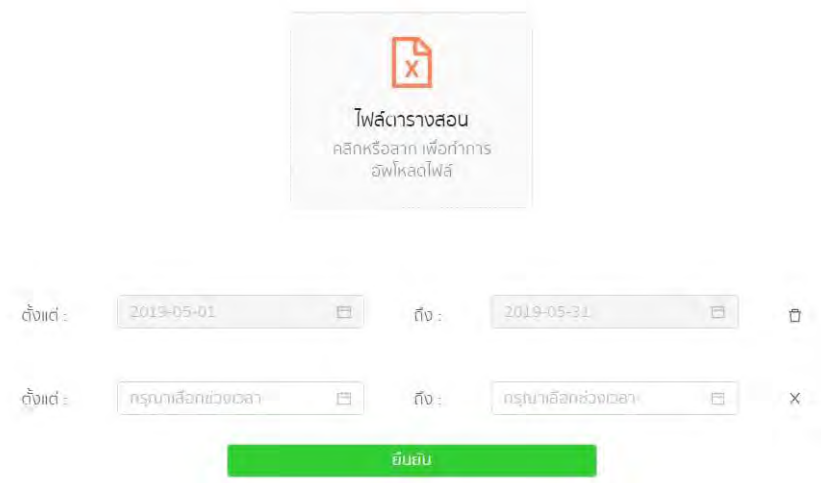 X
ไฟล์ตารางสอน
คลิกหรือลาก เพื่อทำการ
อัพโหลดไฟล์
ตั้งแต่ : 2019-05-01 ถึง : 2019-05-31
ตั้งแต่ : กรุณาเลือกช่วงเวลา ถึง : กรุณาเลือกช่วงเวลา
ยืนยัน